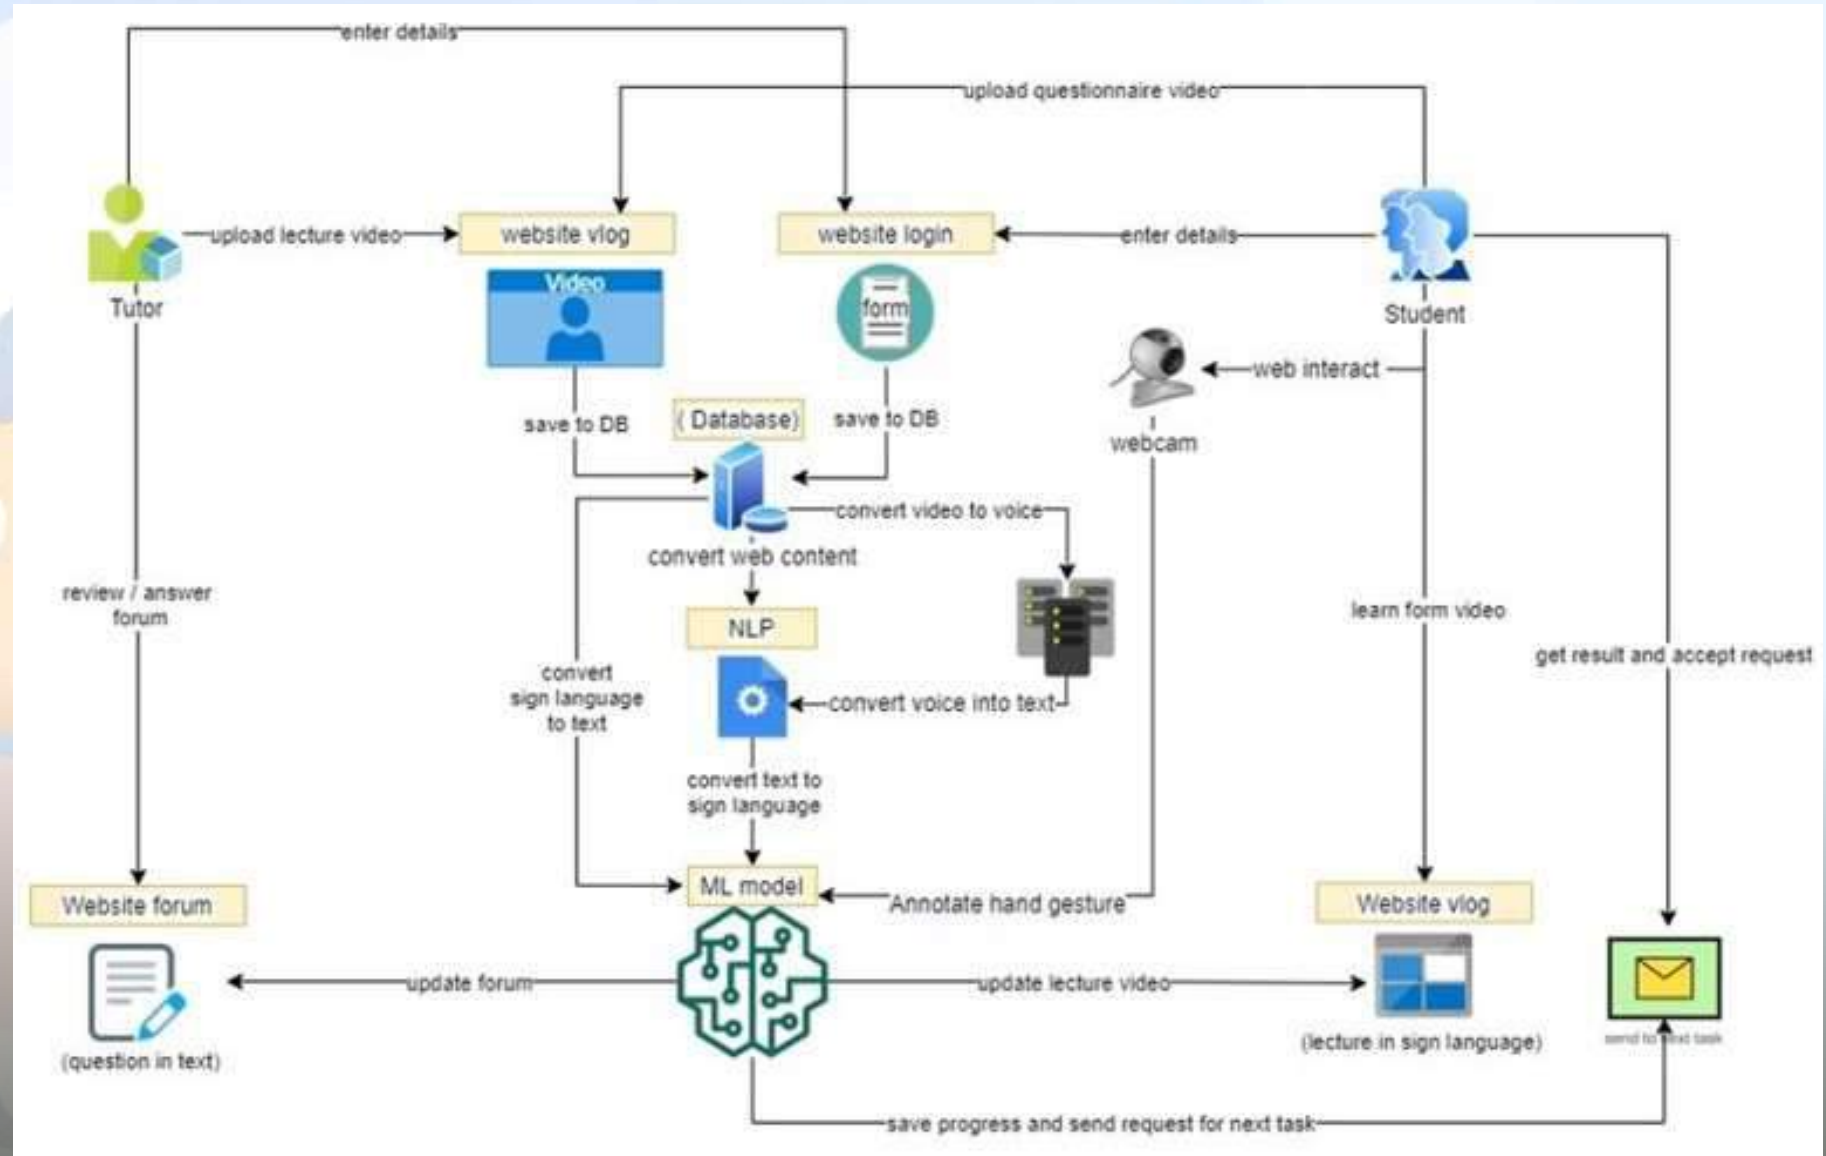 enter details
upload questionnaire video
upload lecture video
website vlog
website login
enter details
Video
form
Tutor
Student
web interact
save to DB
( Database)
save to DB
webcam
convert video to voice
convert web content
review / answer
forum
NLP
learn form video
convert
sign language
to text
get result and accept request
convert voice into text
convert text to
sign language
ML model
Website forum
Annotate hand gesture
Website vlog
update forum
update lecture video
(question in text)
(lecture in sign language)
send to next task
save progress and send request for next task